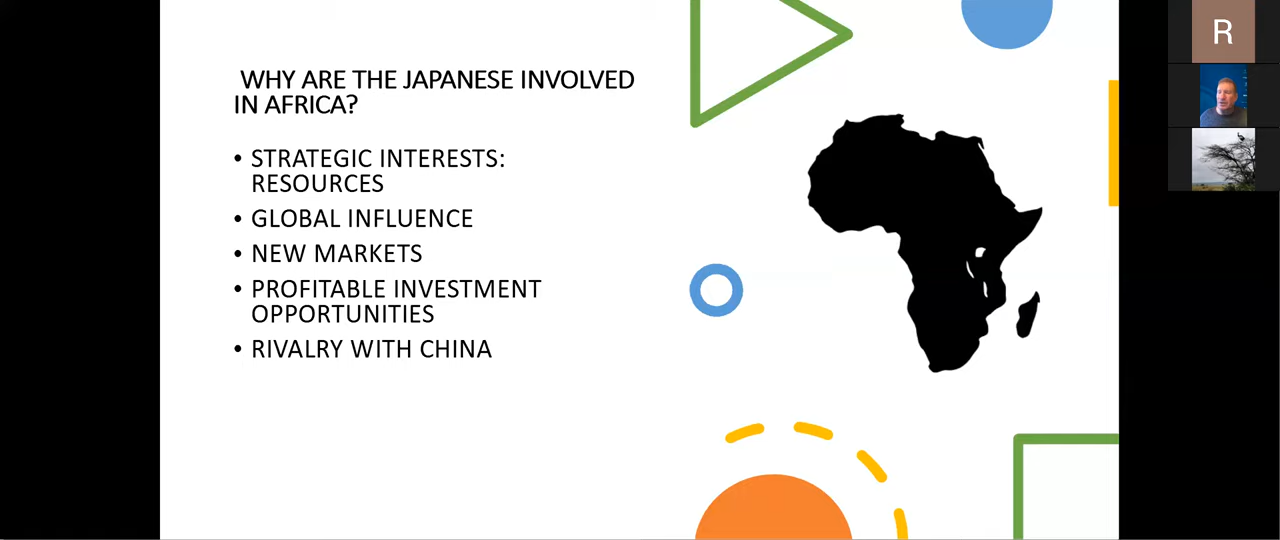 WHY ARE THE JAPANESE INVOLVED
IN AFRICA?
• STRATEGIC INTERESTS:
RESOURCES
• GLOBAL INFLUENCE
• NEW MARKETS
• PROFITABLE INVESTMENT
OPPORTUNITIES
• RIVALRY WITH CHINA
R